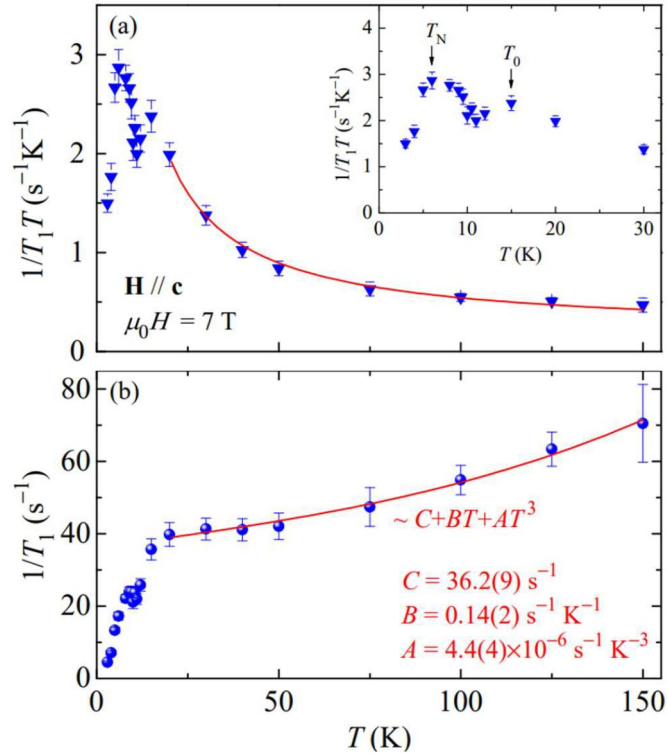 (a)
1/T₁T (s⁻¹K⁻¹)
3
2
1
0
H // c
μ₀H = 7 T
1/T₁T (s⁻¹K⁻¹)
4
3
2
1
0
T_N
T₀
0 10 20 30
T (K)
(b)
1/T₁ (s⁻¹)
80
60
40
20
0
~ C+BT+AT³
C = 36.2(9) s⁻¹
B = 0.14(2) s⁻¹ K⁻¹
A = 4.4(4)×10⁻⁶ s⁻¹ K⁻³
0 50 100 150
T (K)